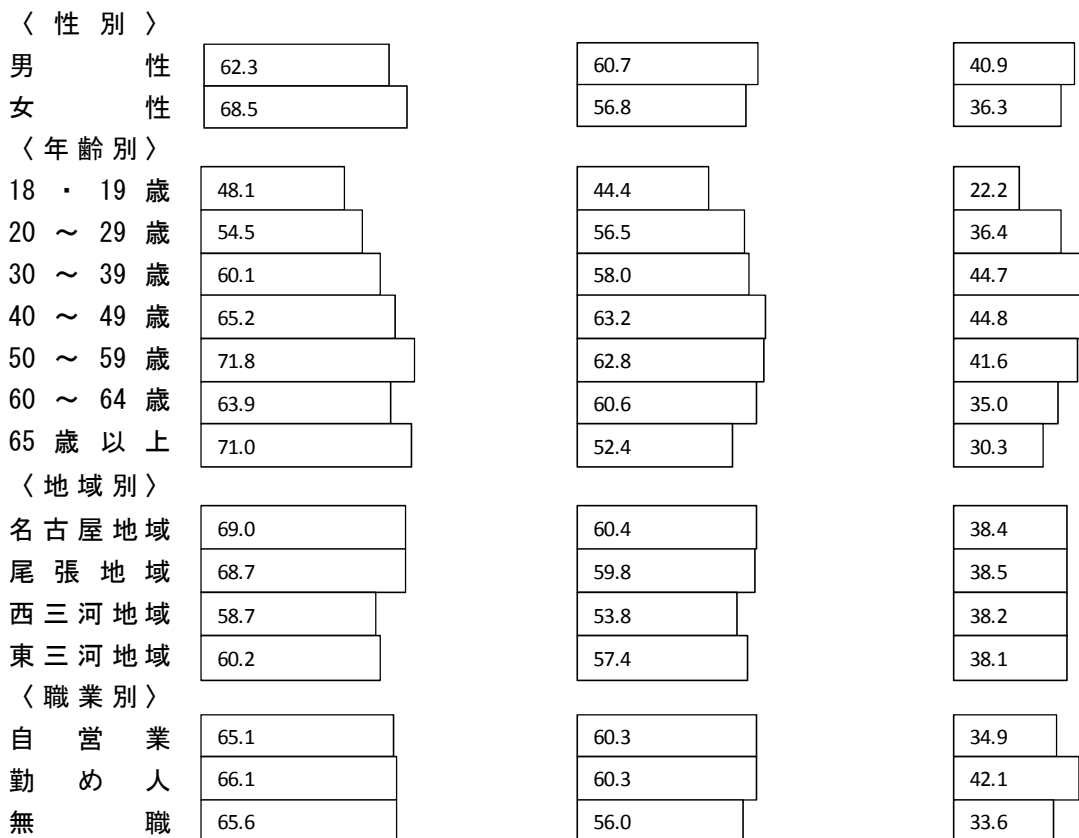 〈性別〉
男性 62.3 60.7 40.9
女性 68.5 56.8 36.3
〈年齢別〉
18・19歳 48.1 44.4 22.2
20～29歳 54.5 56.5 36.4
30～39歳 60.1 58.0 44.7
40～49歳 65.2 63.2 44.8
50～59歳 71.8 62.8 41.6
60～64歳 63.9 60.6 35.0
65歳以上 71.0 52.4 30.3
〈地域別〉
名古屋地域 69.0 60.4 38.4
尾張地域 68.7 59.8 38.5
西三河地域 58.7 53.8 38.2
東三河地域 60.2 57.4 38.1
〈職業別〉
自営業 65.1 60.3 34.9
勤め人 66.1 60.3 42.1
無職 65.6 56.0 33.6